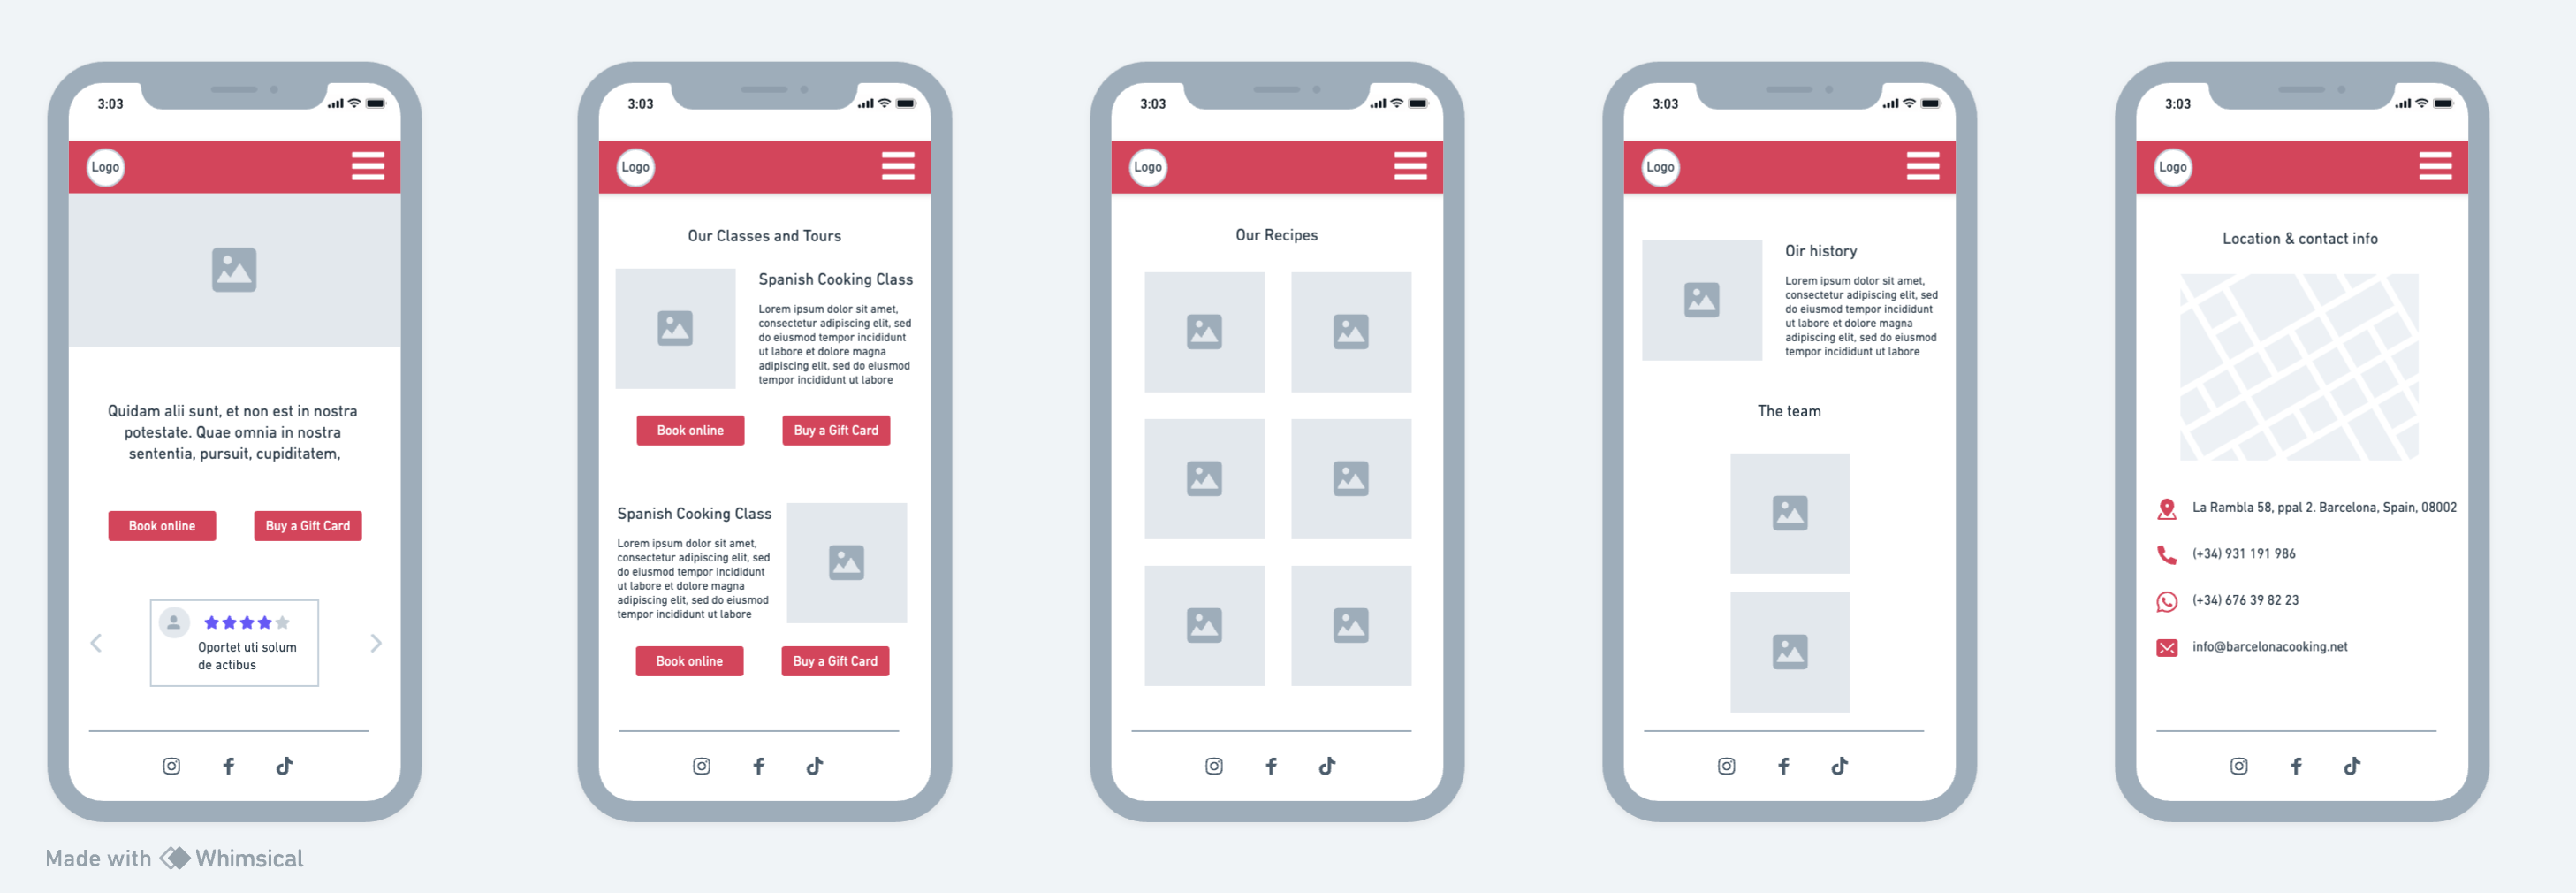 3:03
Logo
Quidam alii sunt, et non est in nostra
potestate. Quae omnia in nostra
sententia, pursuit, cupiditatem,
Book online
Buy a Gift Card
Oportet uti solum
de actibus
3:03
Logo
Our Classes and Tours
Spanish Cooking Class
Lorem ipsum dolor sit amet,
consectetur adipiscing elit, sed
do eiusmod tempor incididunt
ut labore et dolore magna
adipiscing elit, sed do eiusmod
tempor incididunt ut labore
Book online
Buy a Gift Card
Spanish Cooking Class
Lorem ipsum dolor sit amet,
consectetur adipiscing elit, sed
do eiusmod tempor incididunt
ut labore et dolore magna
adipiscing elit, sed do eiusmod
tempor incididunt ut labore
Book online
Buy a Gift Card
3:03
Logo
Our Recipes
3:03
Logo
Oir history
Lorem ipsum dolor sit amet,
consectetur adipiscing elit, sed
do eiusmod tempor incididunt
ut labore et dolore magna
adipiscing elit, sed do eiusmod
tempor incididunt ut labore
The team
3:03
Logo
Location & contact info
La Rambla 58, ppal 2. Barcelona, Spain, 08002
(+34) 931 191 986
(+34) 676 39 82 23
info@barcelonacooking.net
Made with Whimsical